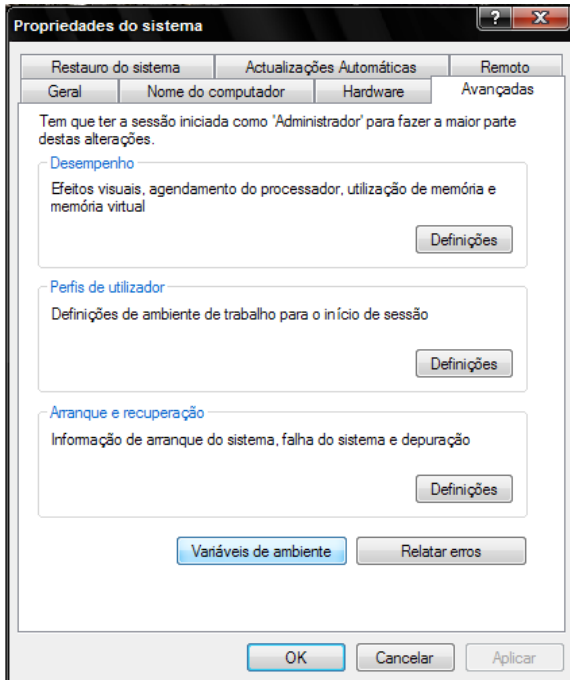 Propriedades do sistema
?
X
Restauro do sistema
Actualizações Automáticas
Remoto
Geral
Nome do computador
Hardware
Avançadas
Tem que ter a sessão iniciada como 'Administrador' para fazer a maior parte
destas alterações.
Desempenho
Efeitos visuais, agendamento do processador, utilização de memória e
memória virtual
Definições
Perfis de utilizador
Definições de ambiente de trabalho para o início de sessão
Definições
Arranque e recuperação
Informação de arranque do sistema, falha do sistema e depuração
Definições
Variáveis de ambiente
Relatar erros
OK
Cancelar
Aplicar